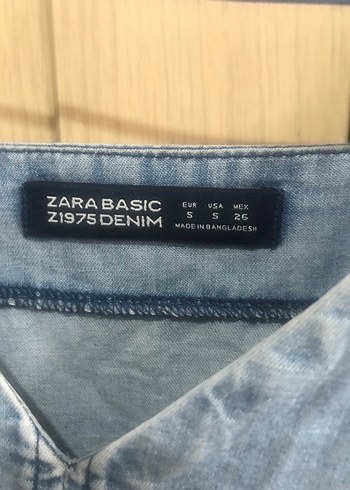 ZARA BASIC
Z1975 DENIM
EUR USA MEX
S S 26
MADE IN BANGLADESH